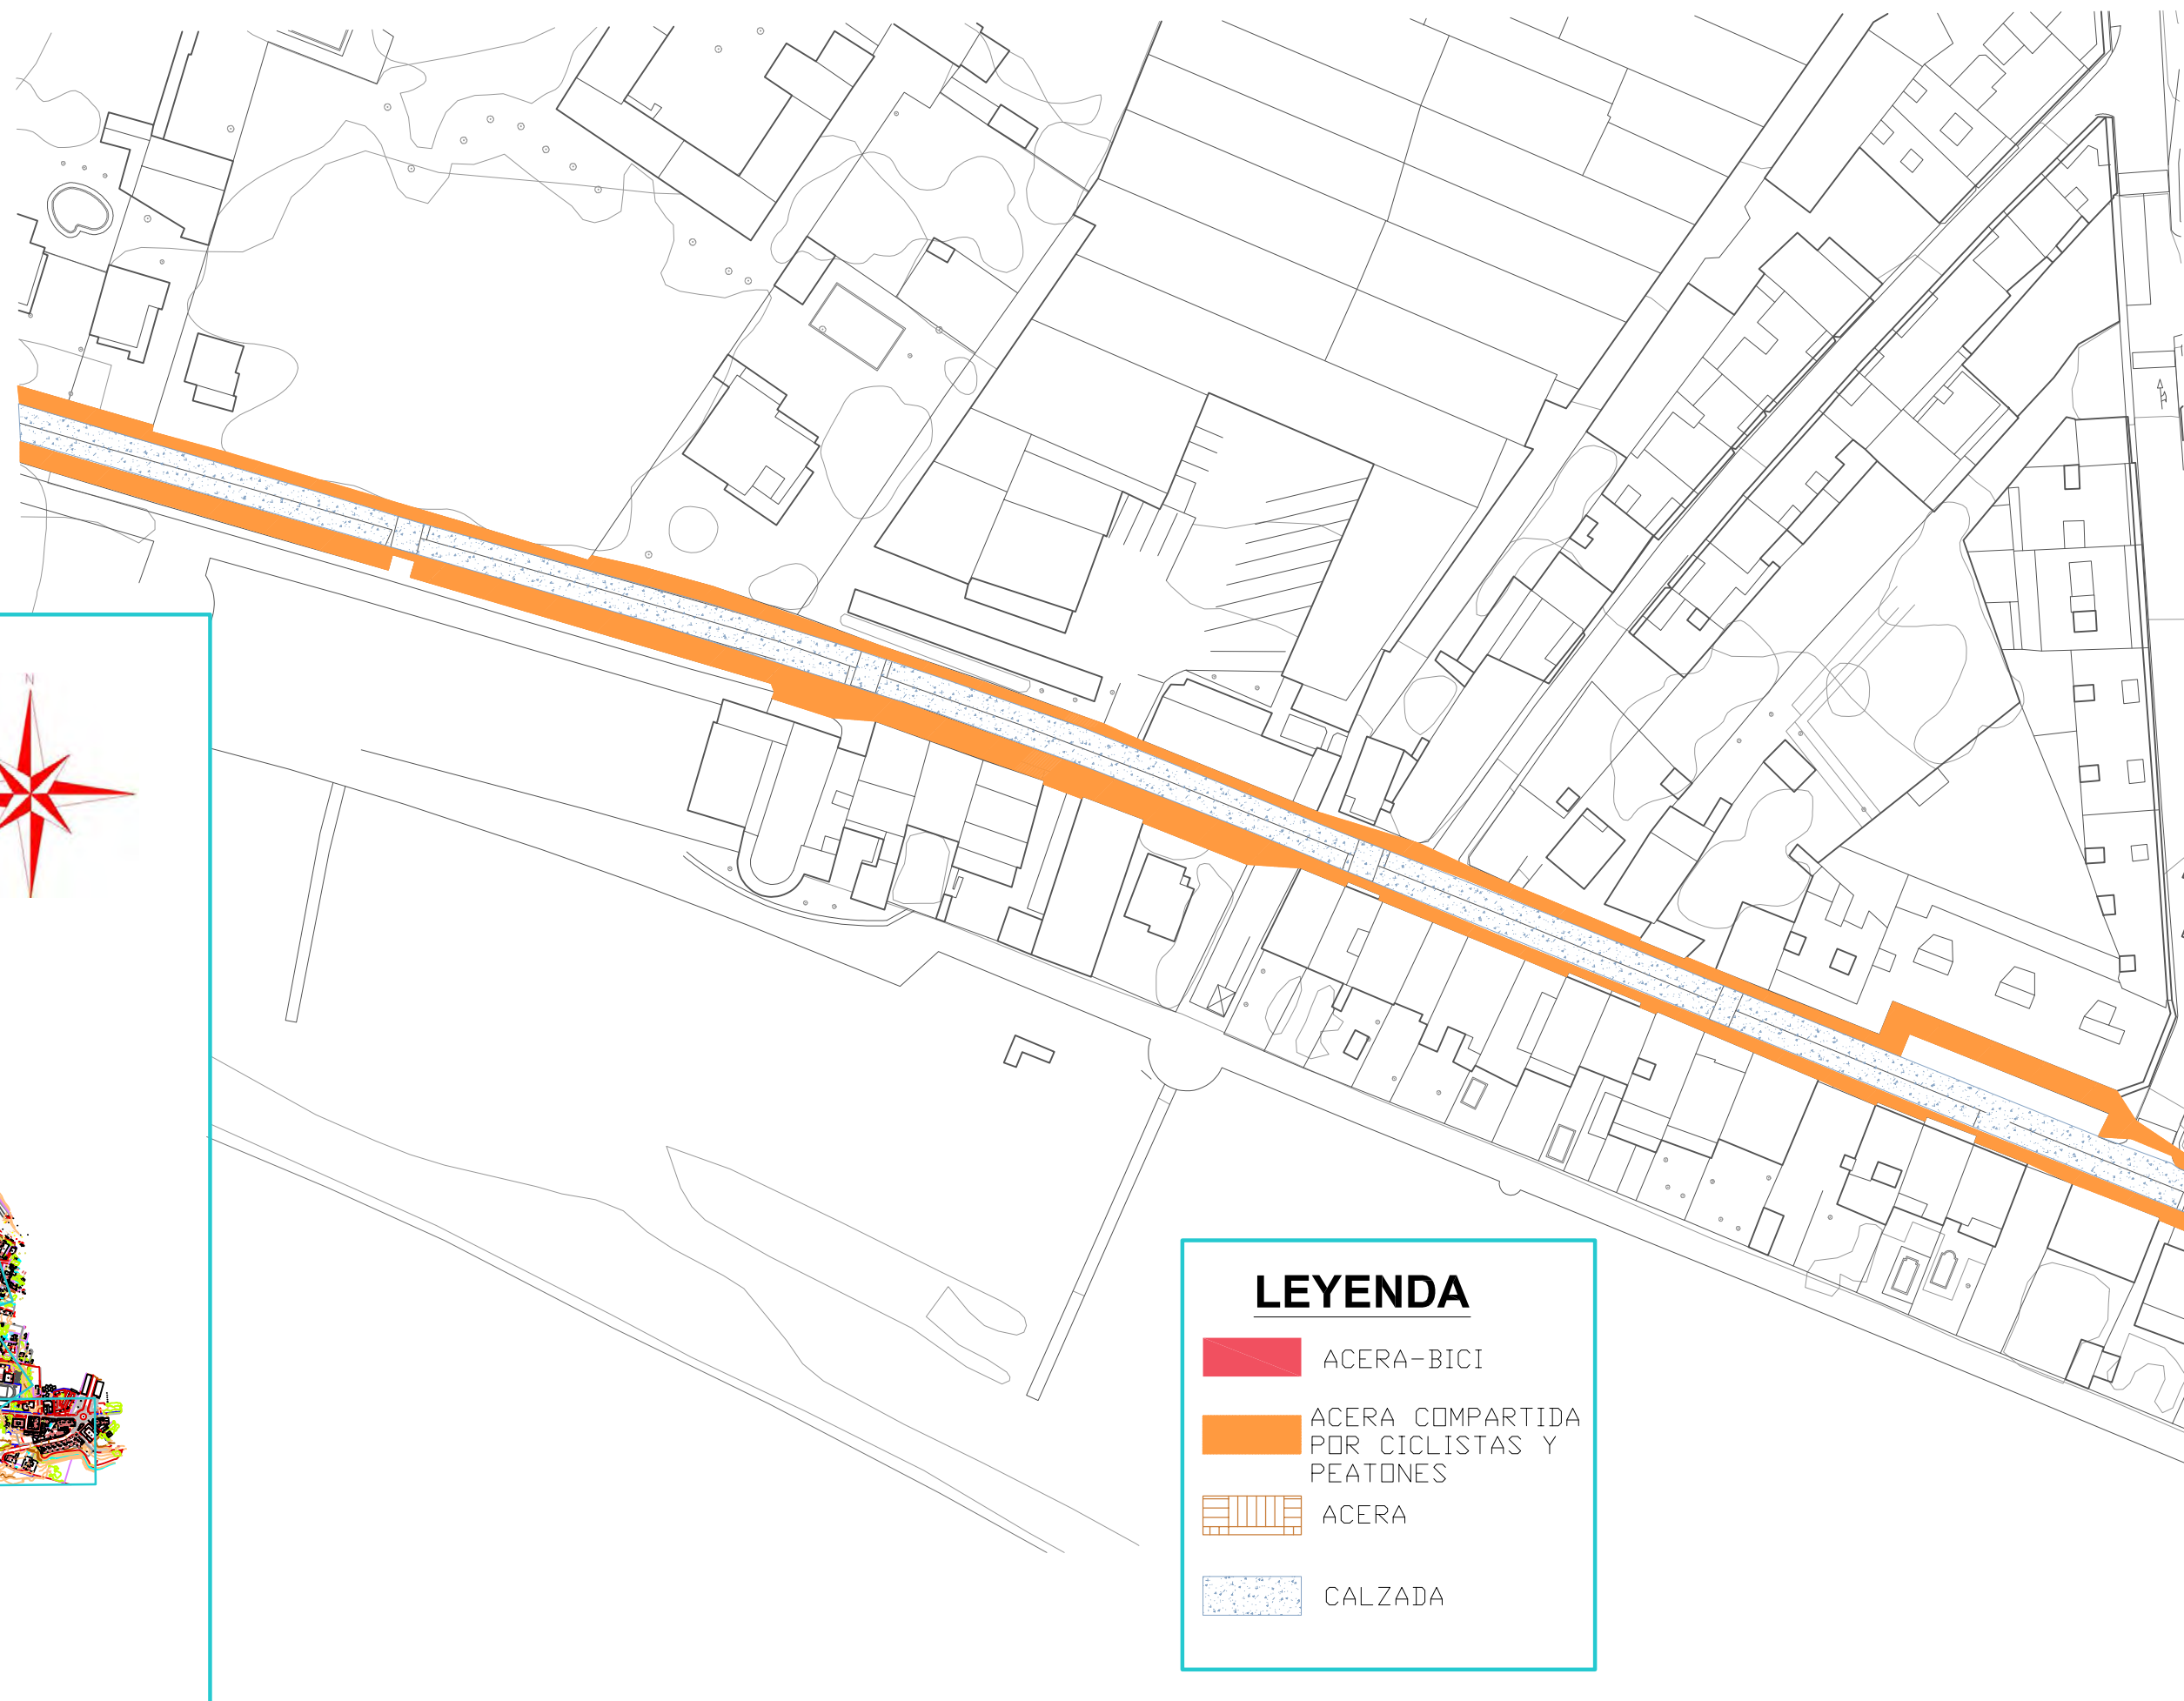 N
LEYENDA
ACERA-BICI
ACERA COMPARTIDA
POR CICLISTAS Y
PEATONES
ACERA
CALZADA